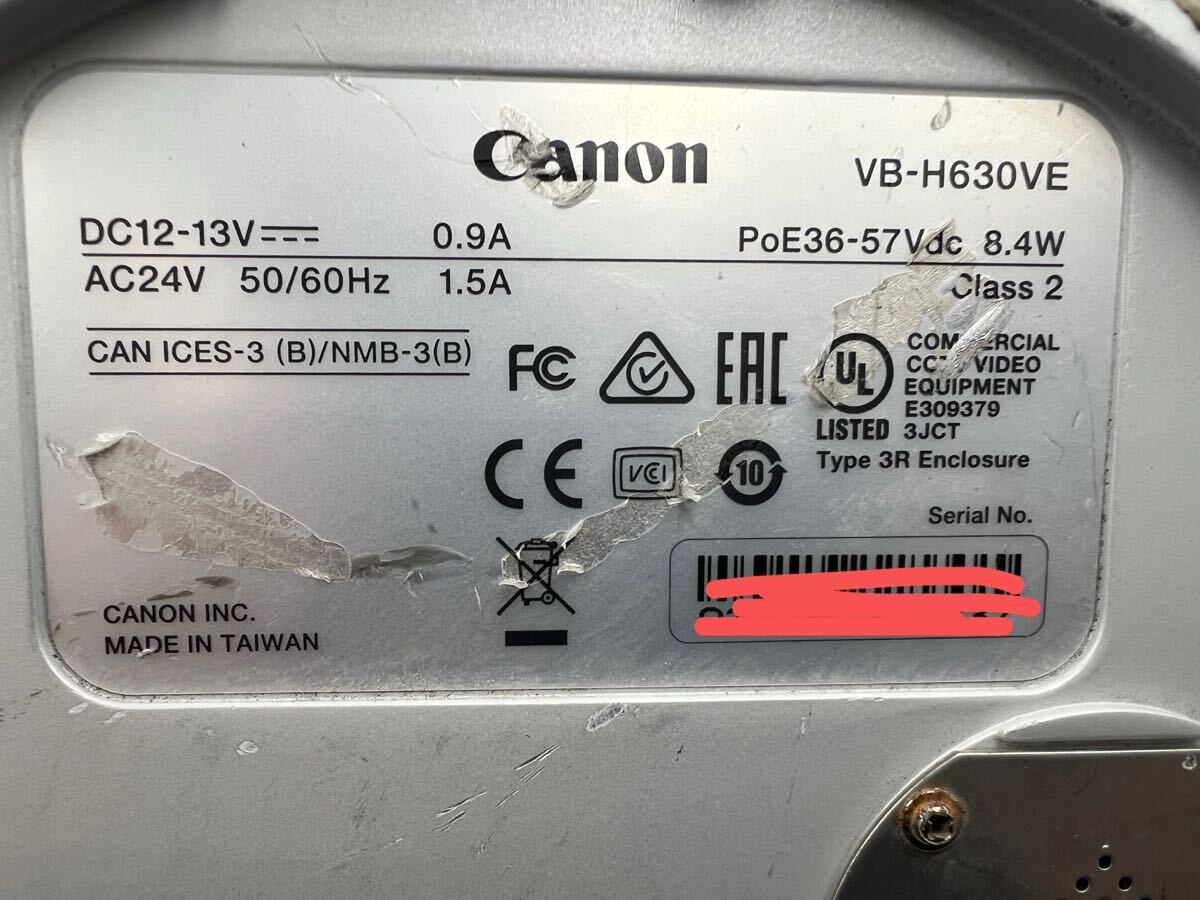 Canon
VB-H630VE
DC12-13V 0.9A
PoE36-57Vdc 8.4W
AC24V 50/60Hz 1.5A
Class 2
CAN ICES-3 (B)/NMB-3(B)
FC
EAC
UL
LISTED
COMMERCIAL
CCTV VIDEO
EQUIPMENT
E309379
3JCT
Type 3R Enclosure
CE
VCI
10
Serial No.
CANON INC.
MADE IN TAIWAN